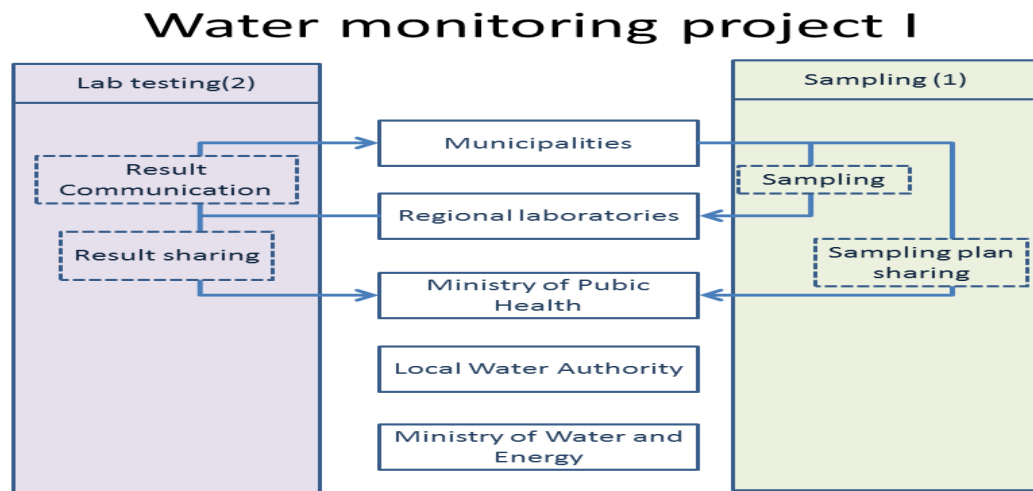 Water monitoring project I
Lab testing(2)
Sampling (1)
Municipalities
Result
Communication
Sampling
Regional laboratories
Result sharing
Sampling plan
sharing
Ministry of Pubic
Health
Local Water Authority
Ministry of Water and
Energy